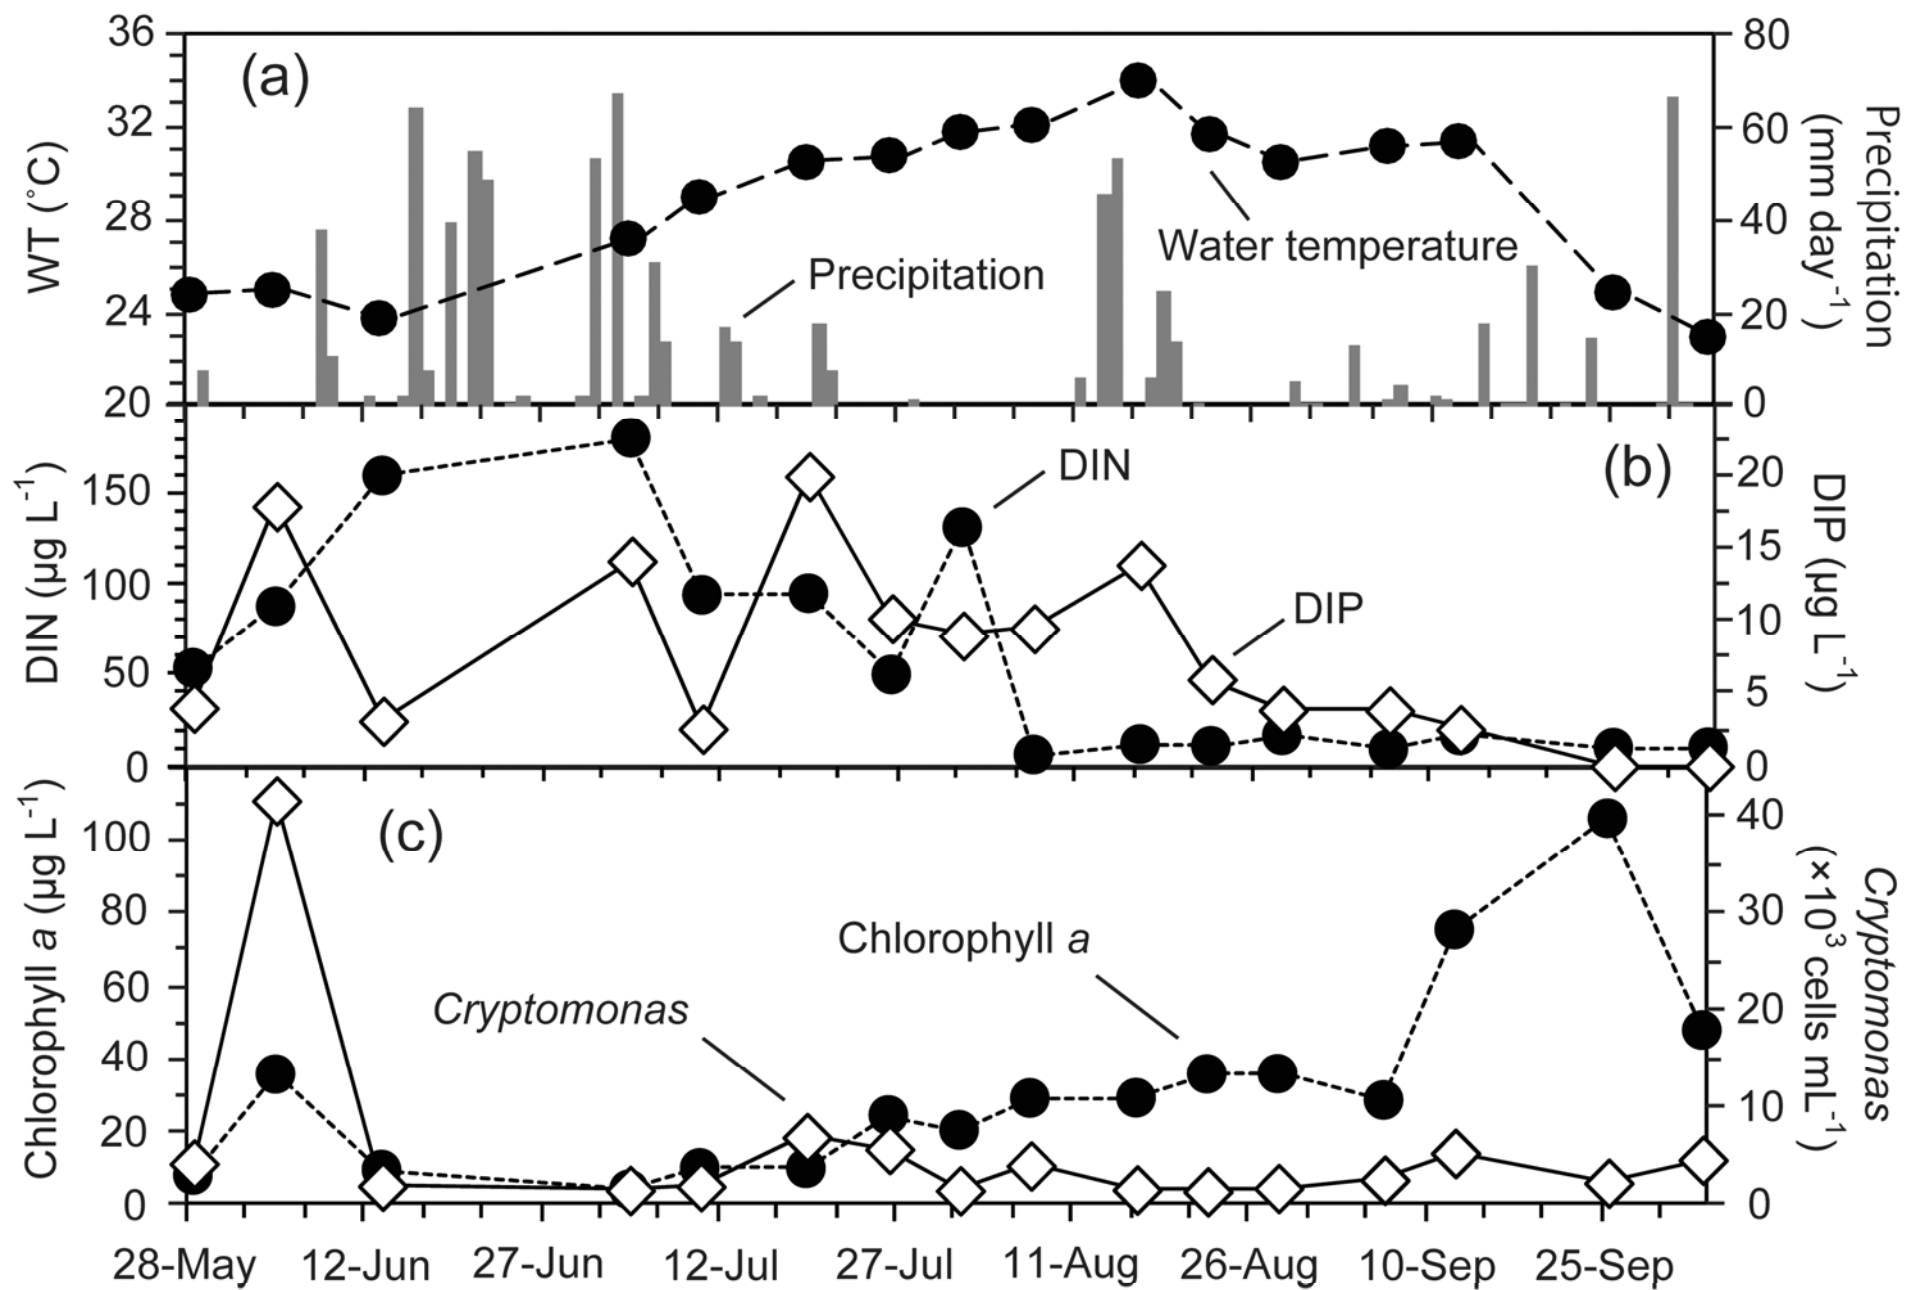 (a)
WT (°C)
36
32
28
24
20
80
60
40
20
0
Precipitation
(mm day-1)
Water temperature
Precipitation
(b)
DIN (µg L-1)
150
100
50
0
20
15
10
5
0
DIP (µg L-1)
DIN
DIP
(c)
Chlorophyll a (µg L-1)
100
80
60
40
20
0
40
30
20
10
0
Cryptomonas
(×103 cells mL-1)
Chlorophyll a
Cryptomonas
28-May 12-Jun 27-Jun 12-Jul 27-Jul 11-Aug 26-Aug 10-Sep 25-Sep